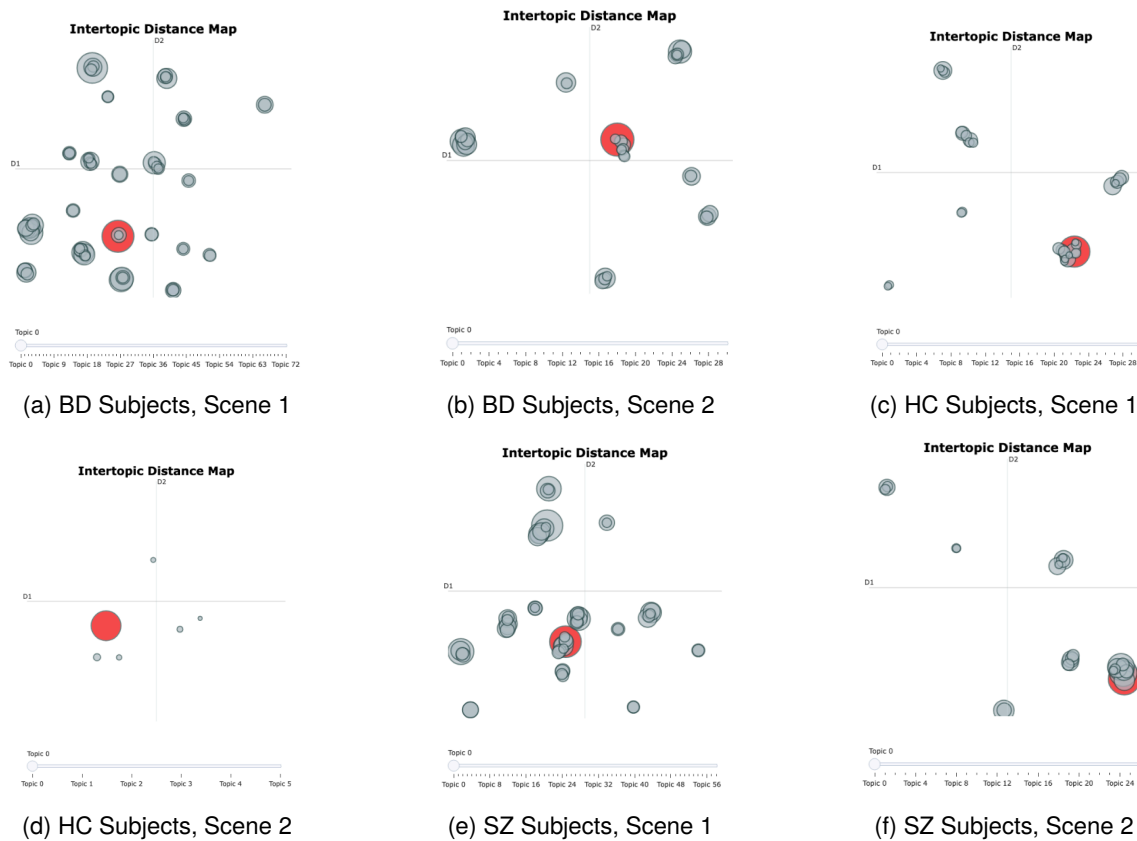 Intertopic Distance Map
D2
D1
Topic 0
Topic 0 Topic 9 Topic 18 Topic 27 Topic 36 Topic 45 Topic 54 Topic 63 Topic 72
(a) BD Subjects, Scene 1
Intertopic Distance Map
D2
D1
Topic 0
Topic 0 Topic 4 Topic 8 Topic 12 Topic 16 Topic 20 Topic 24 Topic 28
(b) BD Subjects, Scene 2
Intertopic Distance Map
D2
D1
Topic 0
Topic 0 Topic 4 Topic 8 Topic 12 Topic 16 Topic 20 Topic 24 Topic 28
(c) HC Subjects, Scene 1
Intertopic Distance Map
D2
D1
Topic 0
Topic 0 Topic 1 Topic 2 Topic 3 Topic 4 Topic 5
(d) HC Subjects, Scene 2
Intertopic Distance Map
D2
D1
Topic 0
Topic 0 Topic 8 Topic 16 Topic 24 Topic 32 Topic 40 Topic 48 Topic 56
(e) SZ Subjects, Scene 1
Intertopic Distance Map
D2
D1
Topic 0
Topic 0 Topic 4 Topic 8 Topic 12 Topic 16 Topic 20 Topic 24
(f) SZ Subjects, Scene 2